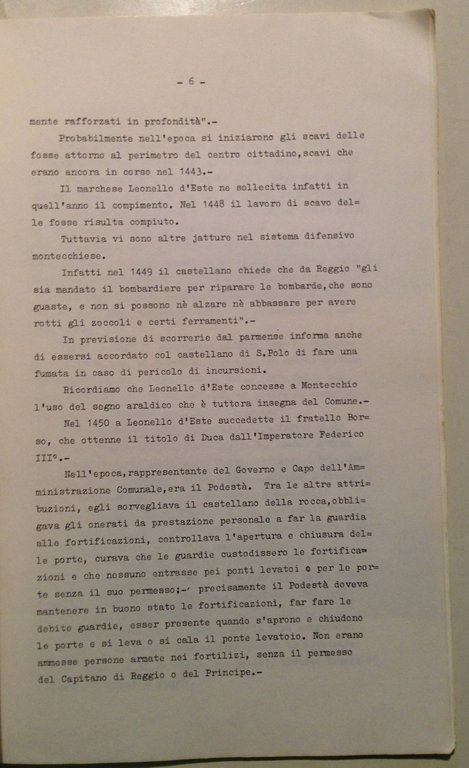 - 6 -
mente rafforzati in profondità".-
Probabilmente nell'epoca si iniziarono gli scavi delle
fosse attorno al perimetro del centro cittadino,scavi che
erano ancora in corso nel 1443.-
Il marchese Leonello d'Este ne sollecita infatti in
quell'anno il compimento. Nel 1448 il lavoro di scavo del=
le fosse risulta compiuto.
Tuttavia vi sono altre jatture nel sistema difensivo
montecchiese.
Infatti nel 1449 il castellano chiede che da Reggio "gli
sia mandato il bombardiere per riparare le bombarde,che sono
guaste, e non si possono nè alzare nè abbassare per avere
rotti gli zoccoli e certi ferramenti".-
In previsione di scorrerie dal parmense informa anche
di essersi accordato col castellano di S.Polo di fare una
fumata in caso di pericolo di incursioni.
Ricordiamo che Leonello d'Este concesse a Montecchio
l'uso del segno araldico che è tuttora insegna del Comune.-
Nel 1450 a Leonello d'Este succedette il fratello Bor=
so, che ottenne il titolo di Duca dall'Imperatore Federico
III°.-
Nell'epoca,rappresentante del Governo e Capo dell'Am=
ministrazione Comunale,era il Podestà. Tra le altre attri=
buzioni, egli sorvegliava il castellano della rocca,obbli=
gava gli onerati da prestazione personale a far la guardia
alle fortificazioni, controllava l'apertura e chiusura del=
le porte, curava che le guardie custodissero le fortifica=
zioni e che nessuno entrasse pei ponti levatoi e per le por=
te senza il suo permesso;- precisamente il Podestà doveva
mantenere in buono stato le fortificazioni, far fare le
debite guardie, esser presente quando s'aprono e chiudono
le porte e si leva o si cala il ponte levatoio. Non erano
ammesse persone armate nei fortilizi, senza il permesso
del Capitano di Reggio o del Principe.-